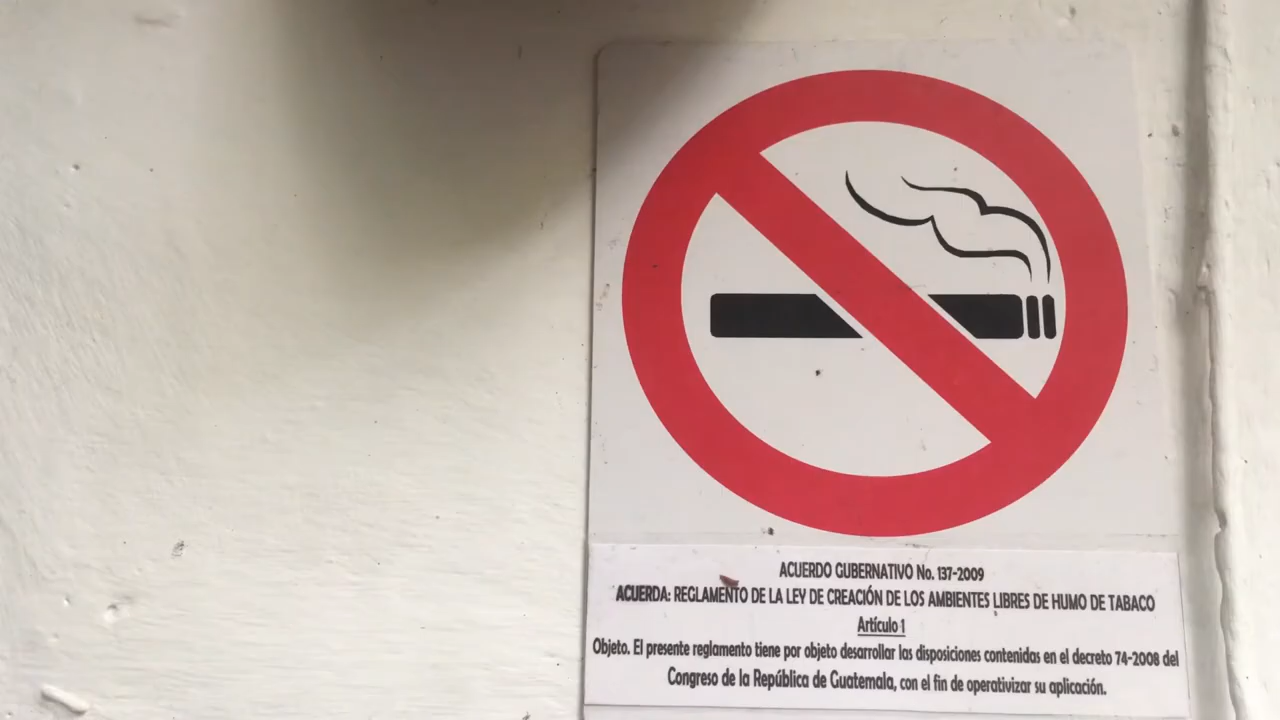 ACUERDO GUBERNATIVO No. 137-2009
ACUERDA: REGLAMENTO DE LA LEY DE CREACIÓN DE LOS AMBIENTES LIBRES DE HUMO DE TABACO
Artículo 1
Objeto. El presente reglamento tiene por objeto desarrollar las disposiciones contenidas en el decreto 74-2008 del
Congreso de la República de Guatemala, con el fin de operativizar su aplicación.